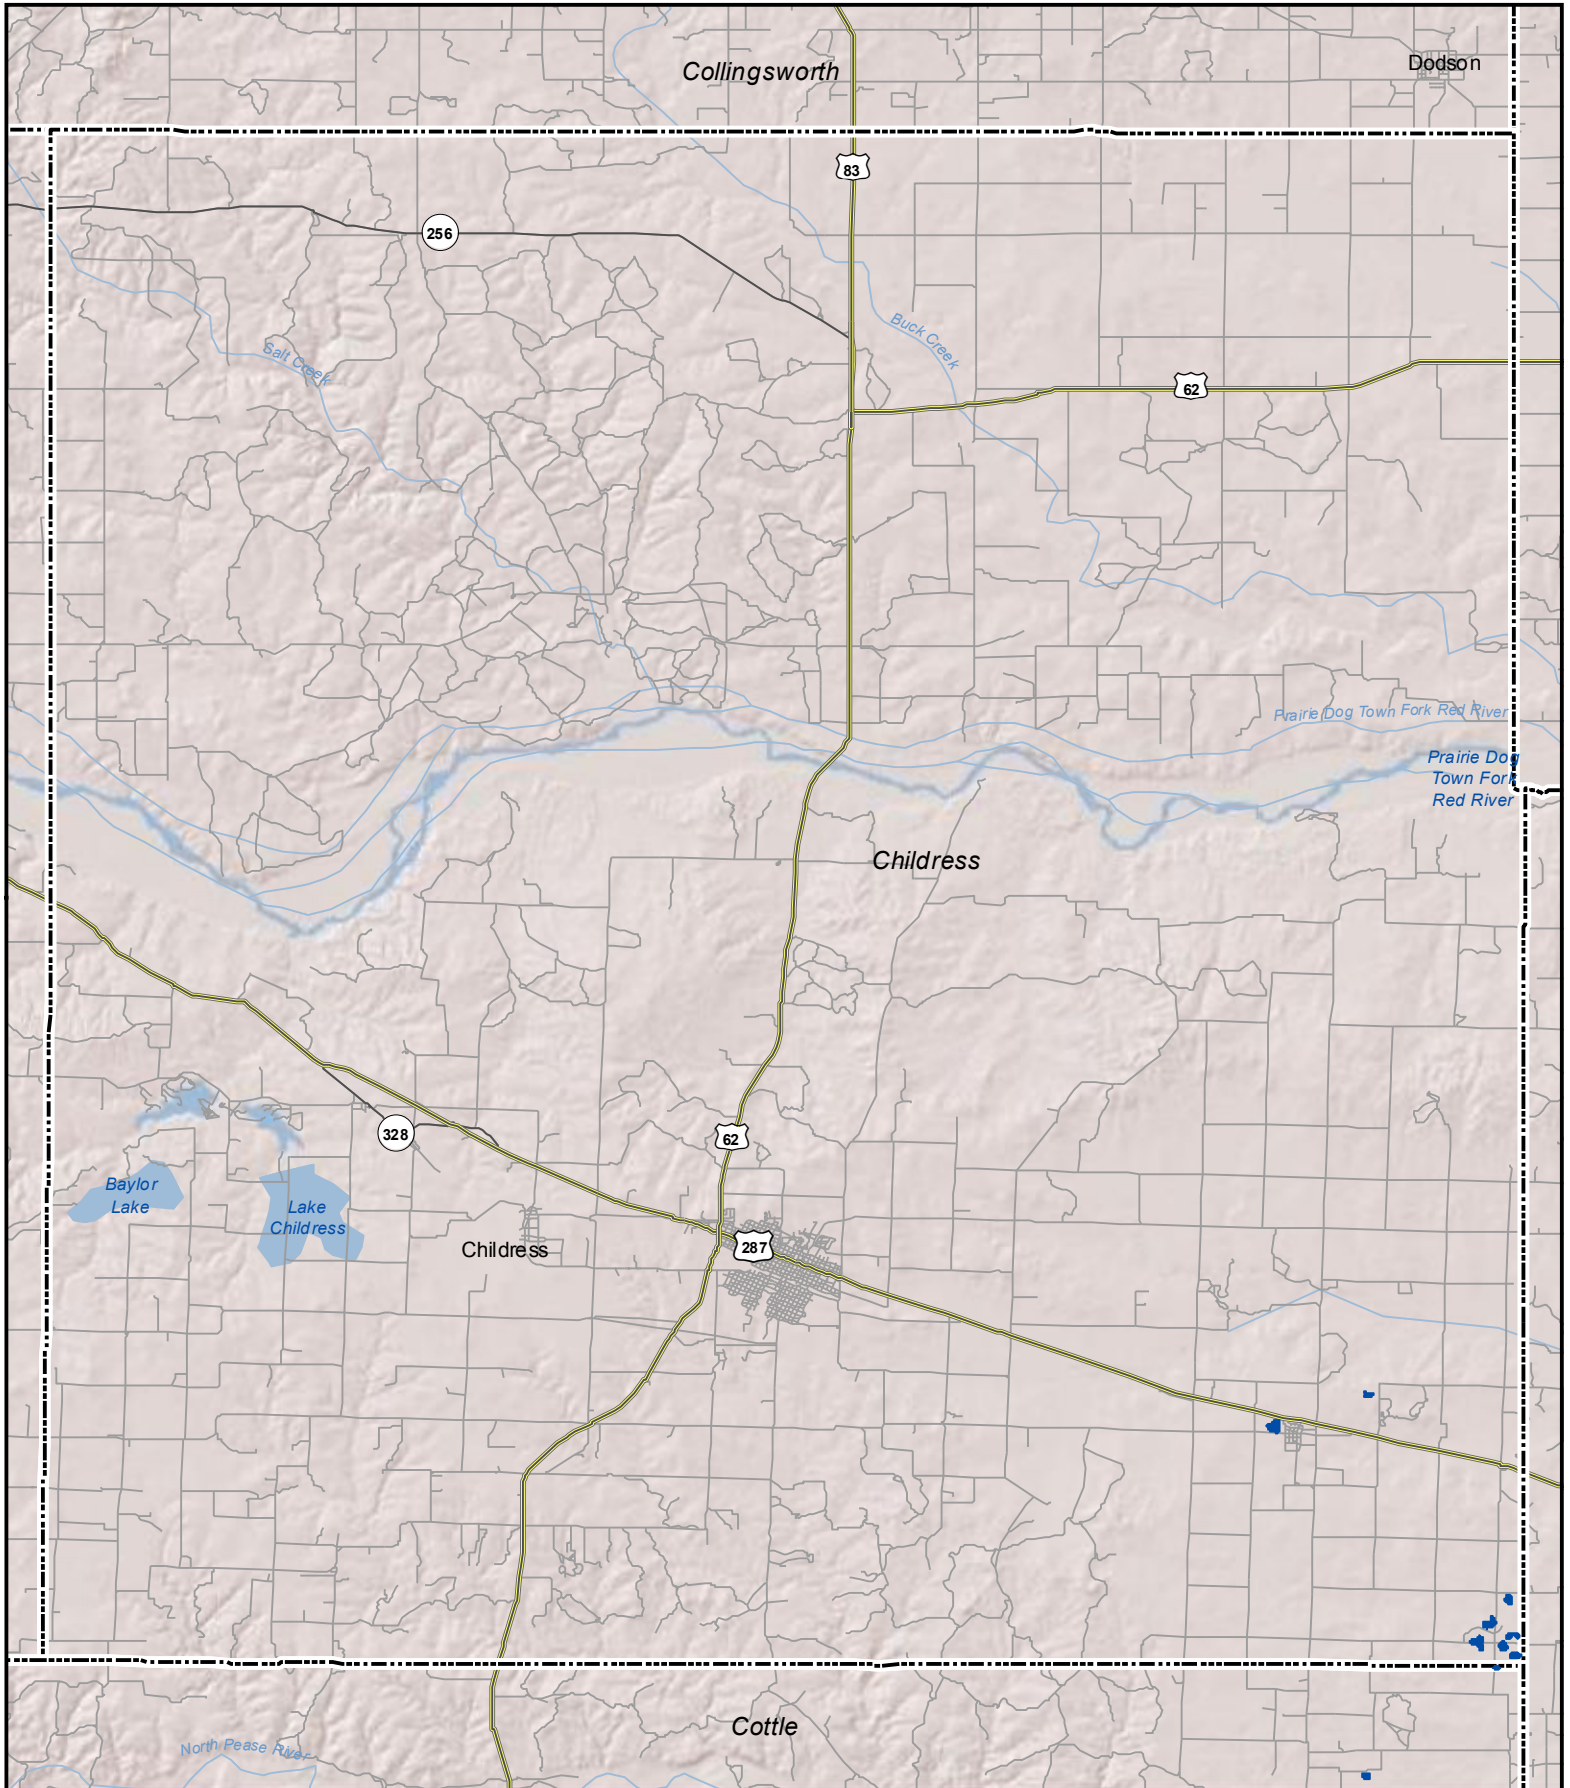 Collingsworth
Dodson
83
256
Buck Creek
Salt Creek
62
Prairie Dog Town Fork Red River
Prairie Dog
Town Fork
Red River
Childress
328
62
Baylor
Lake
Lake
Childress
Childress
287
Cottle
North Pease River